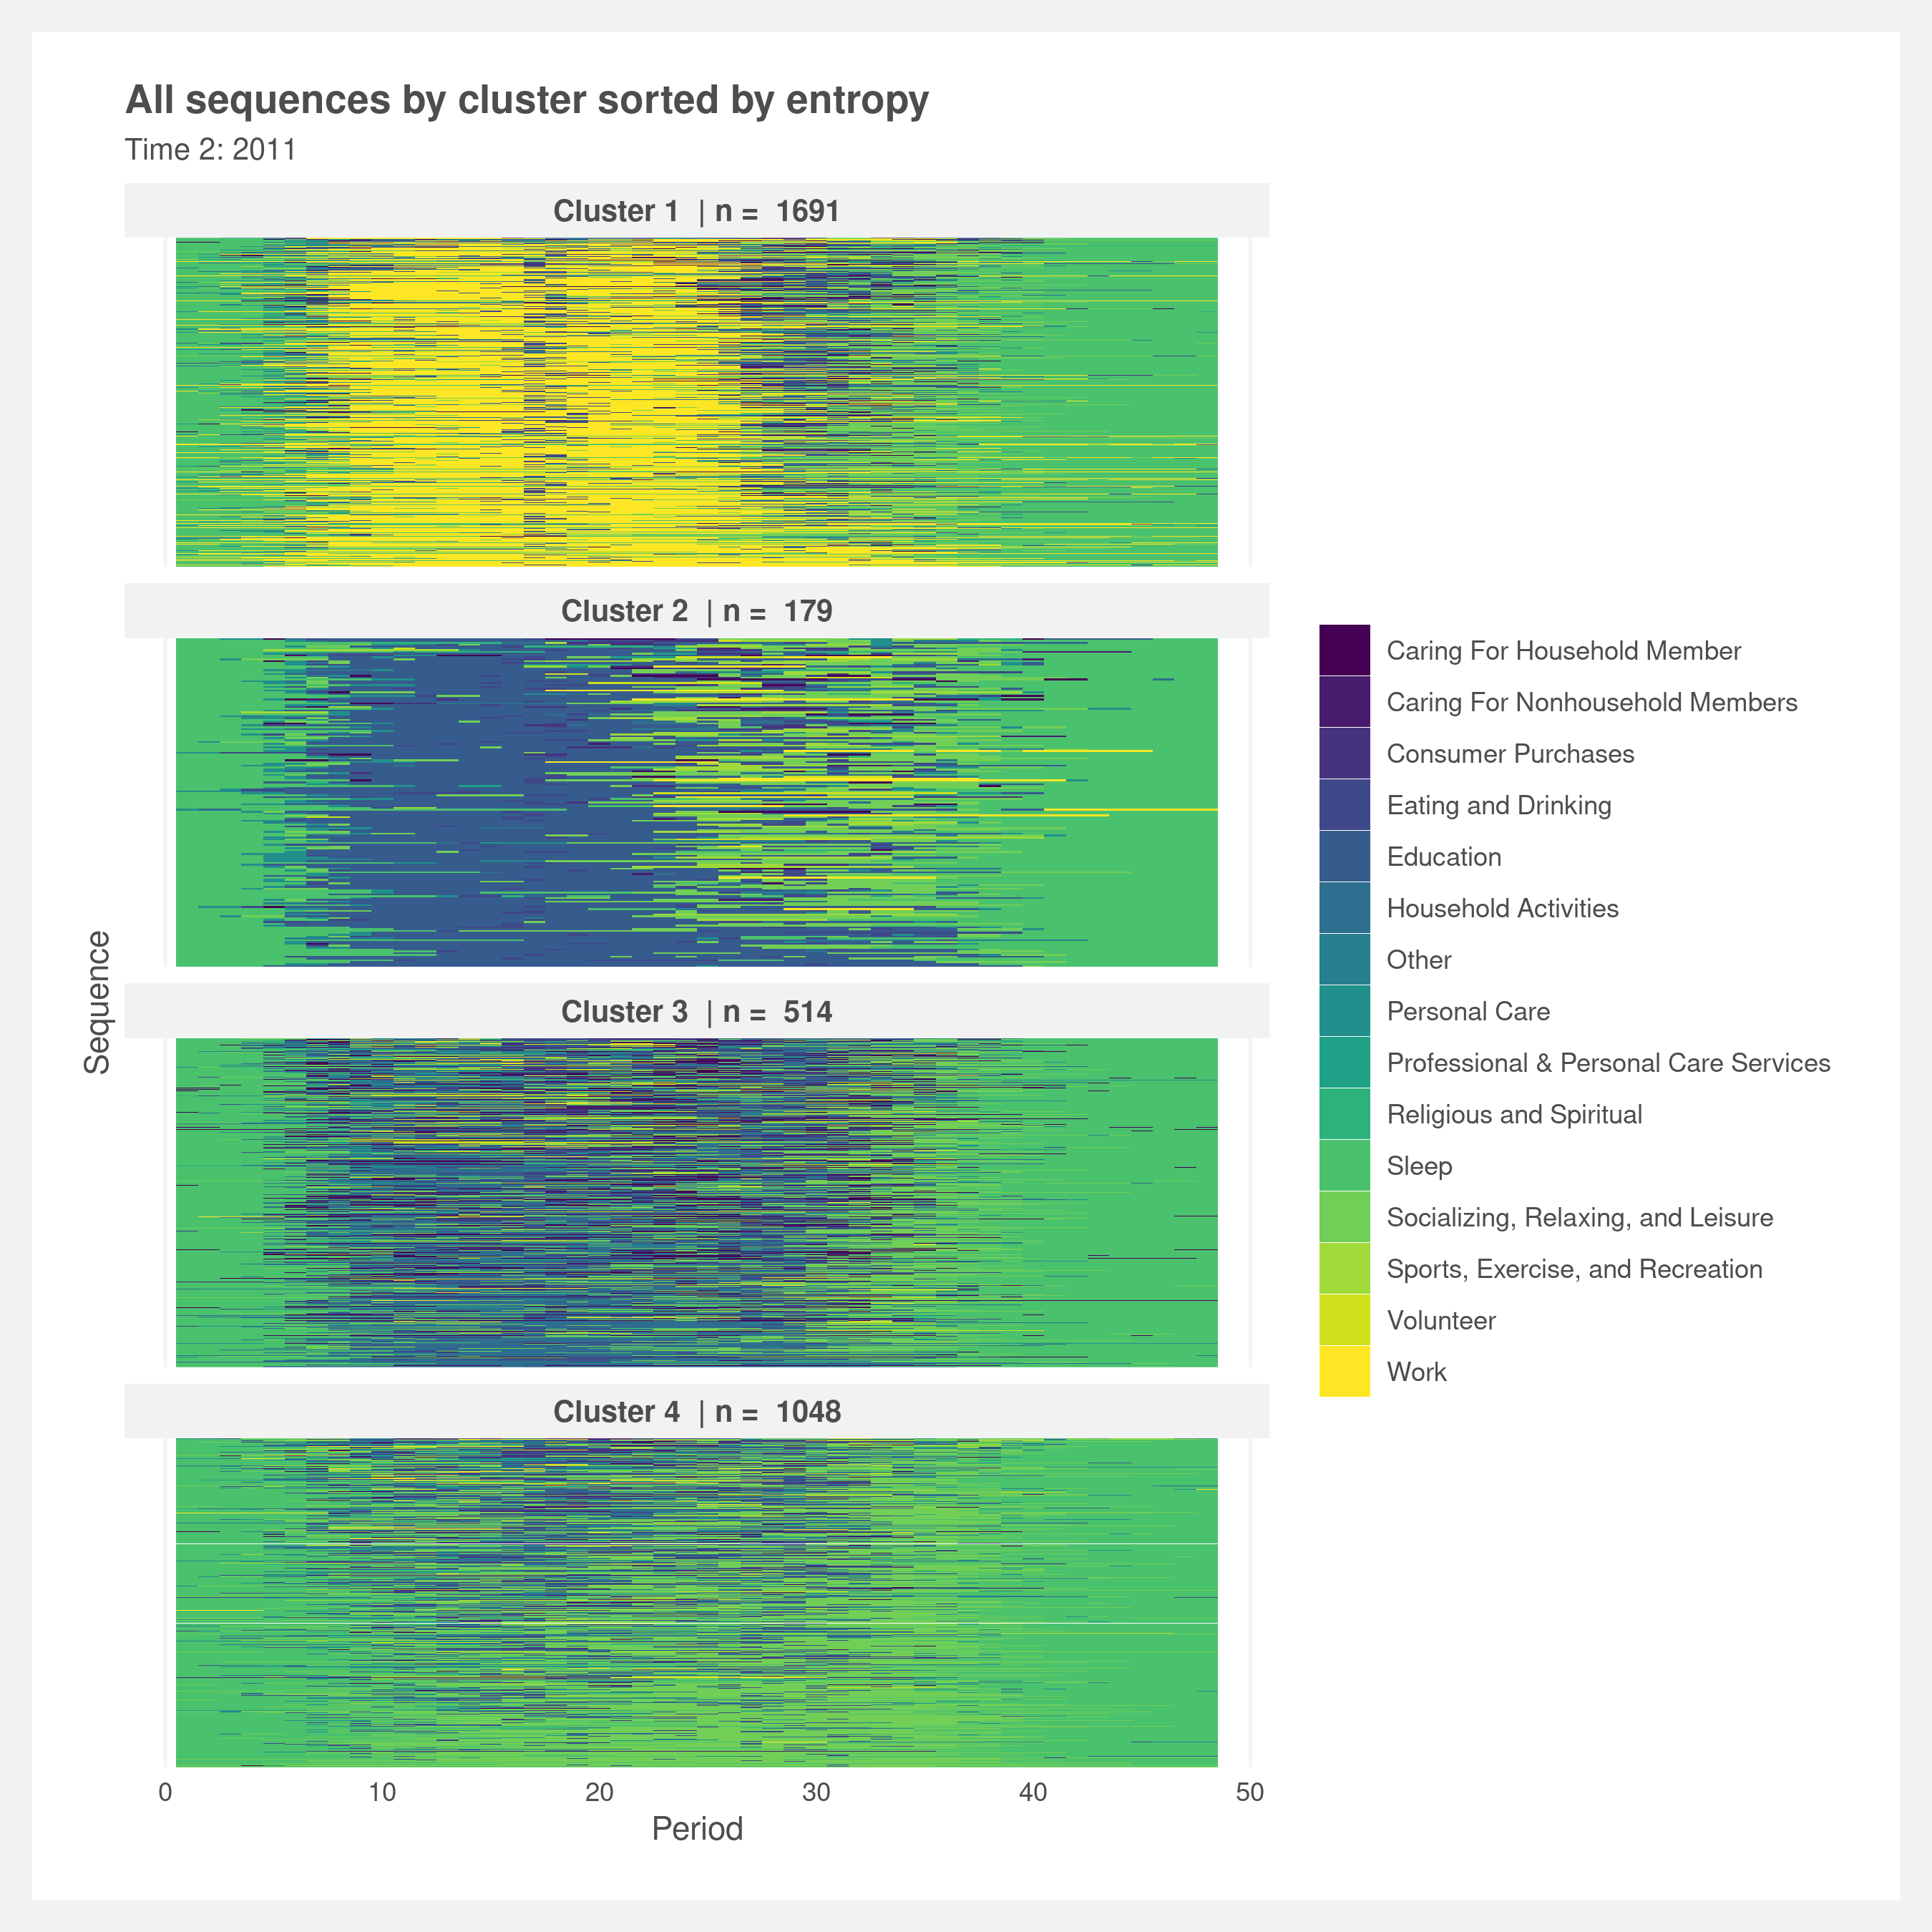 All sequences by cluster sorted by entropy
Time 2: 2011
Cluster 1 | n = 1691
Cluster 2 | n = 179
Cluster 3 | n = 514
Cluster 4 | n = 1048
Sequence
0 10 20 30 40 50
Period
Caring For Household Member
Caring For Nonhousehold Members
Consumer Purchases
Eating and Drinking
Education
Household Activities
Other
Personal Care
Professional & Personal Care Services
Religious and Spiritual
Sleep
Socializing, Relaxing, and Leisure
Sports, Exercise, and Recreation
Volunteer
Work